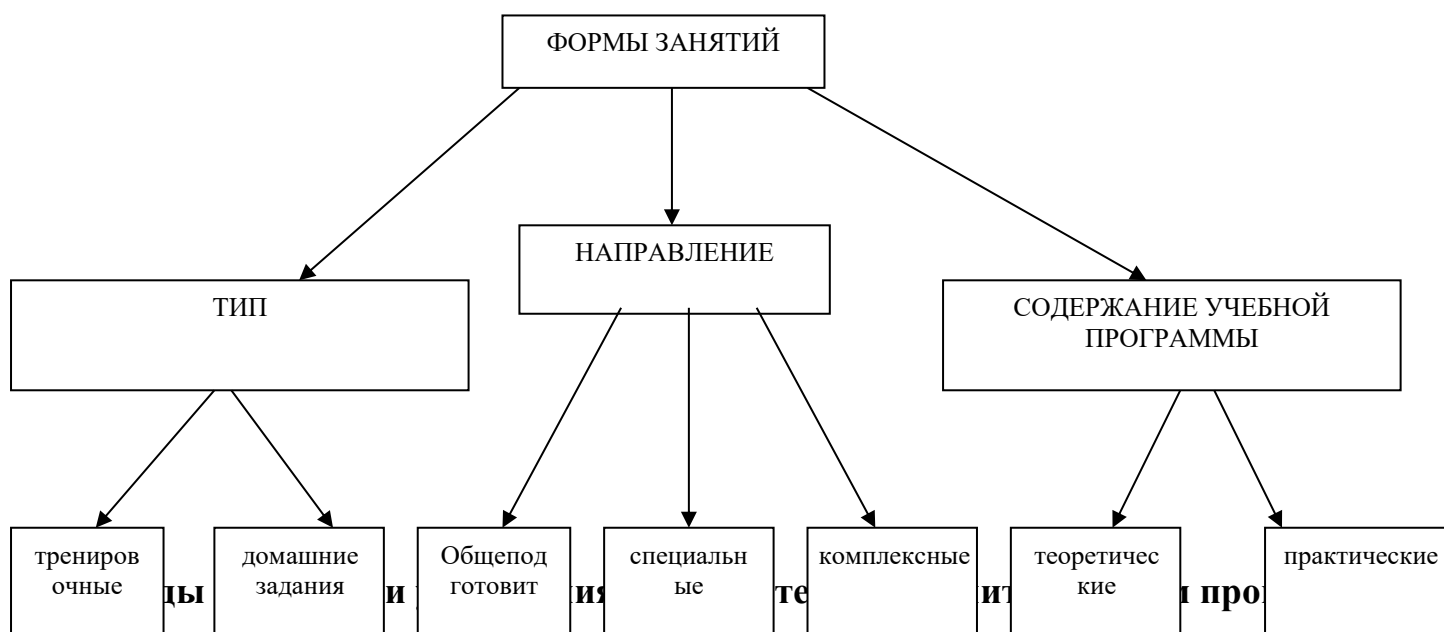 ФОРМЫ ЗАНЯТИЙ
НАПРАВЛЕНИЕ
ТИП
СОДЕРЖАНИЕ УЧЕБНОЙ
ПРОГРАММЫ
трениров
очные
домашние
задания
Общепод
готовит
специальн
ые
комплексные
теоретичес
кие
практические